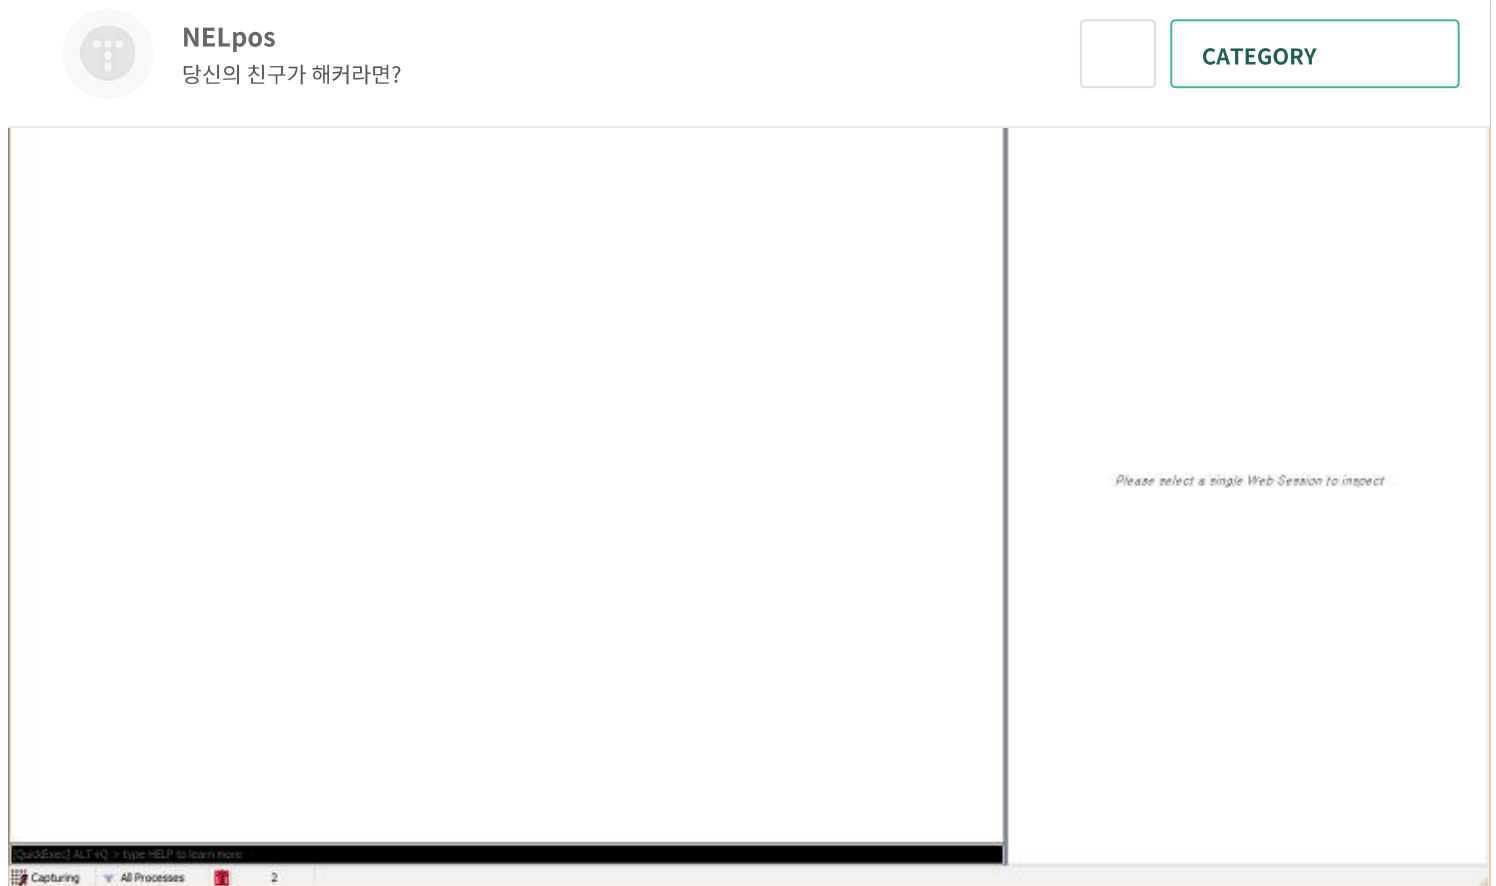 NELpos
당신의 친구가 해커라면?
CATEGORY
Please select a single Web Session to inspect
[QuickExec] ALT+Q > type HELP to learn more
Capturing
All Processes
2